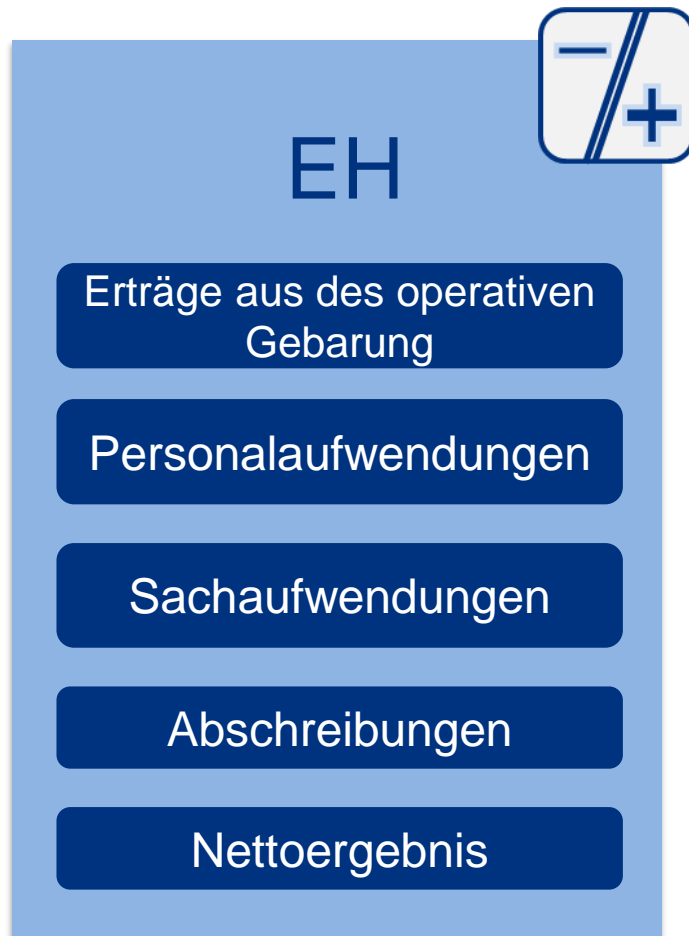 EH
Erträge aus des operativen
Gebarung
Personalaufwendungen
Sachaufwendungen
Abschreibungen
Nettoergebnis